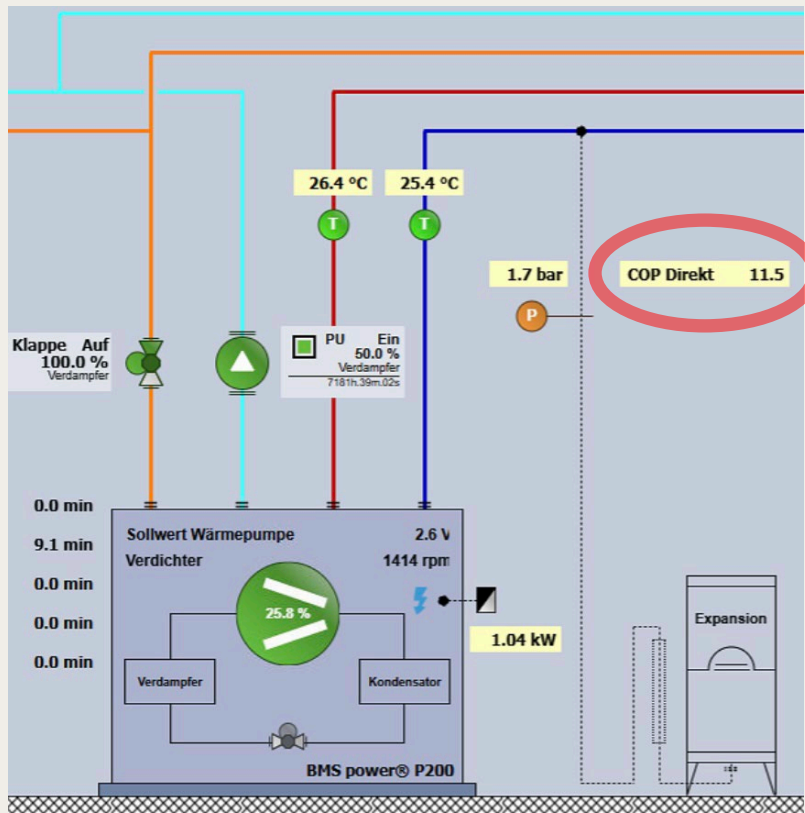 26.4 °C
25.4 °C
T
T
1.7 bar
COP Direkt 11.5
P
Klappe Auf
100.0 %
Verdampfer
PU Ein
50.0 %
Verdampfer
7181h.39m.02s
0.0 min
9.1 min
0.0 min
0.0 min
0.0 min
Sollwert Wärmepumpe 2.6 V
Verdichter 1414 rpm
25.8 %
1.04 kW
Verdampfer
Kondensator
BMS power® P200
Expansion